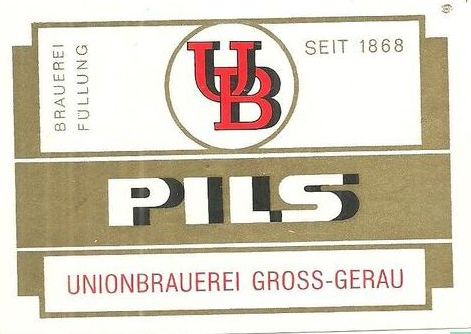 BRAUEREI
FÜLLUNG
UB
SEIT 1868
PILS
UNIONBRAUEREI GROSS-GERAU